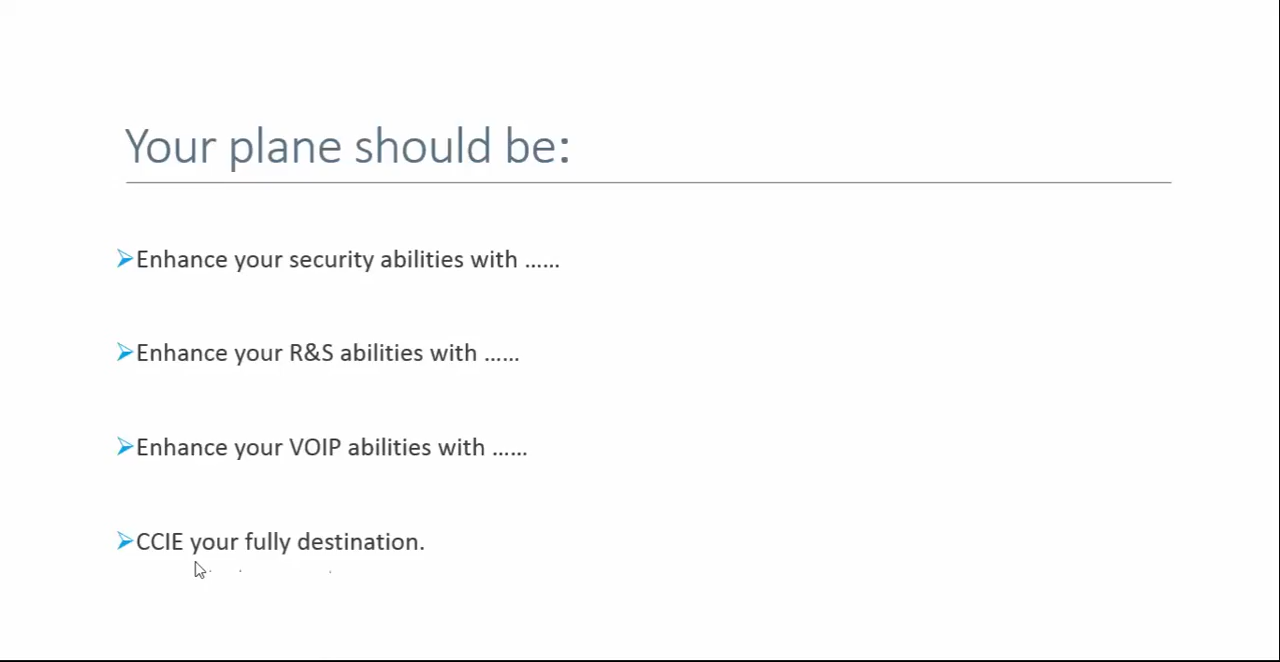 Your plane should be:
➢Enhance your security abilities with ......
➢Enhance your R&S abilities with ......
➢Enhance your VOIP abilities with ......
➢CCIE your fully destination.